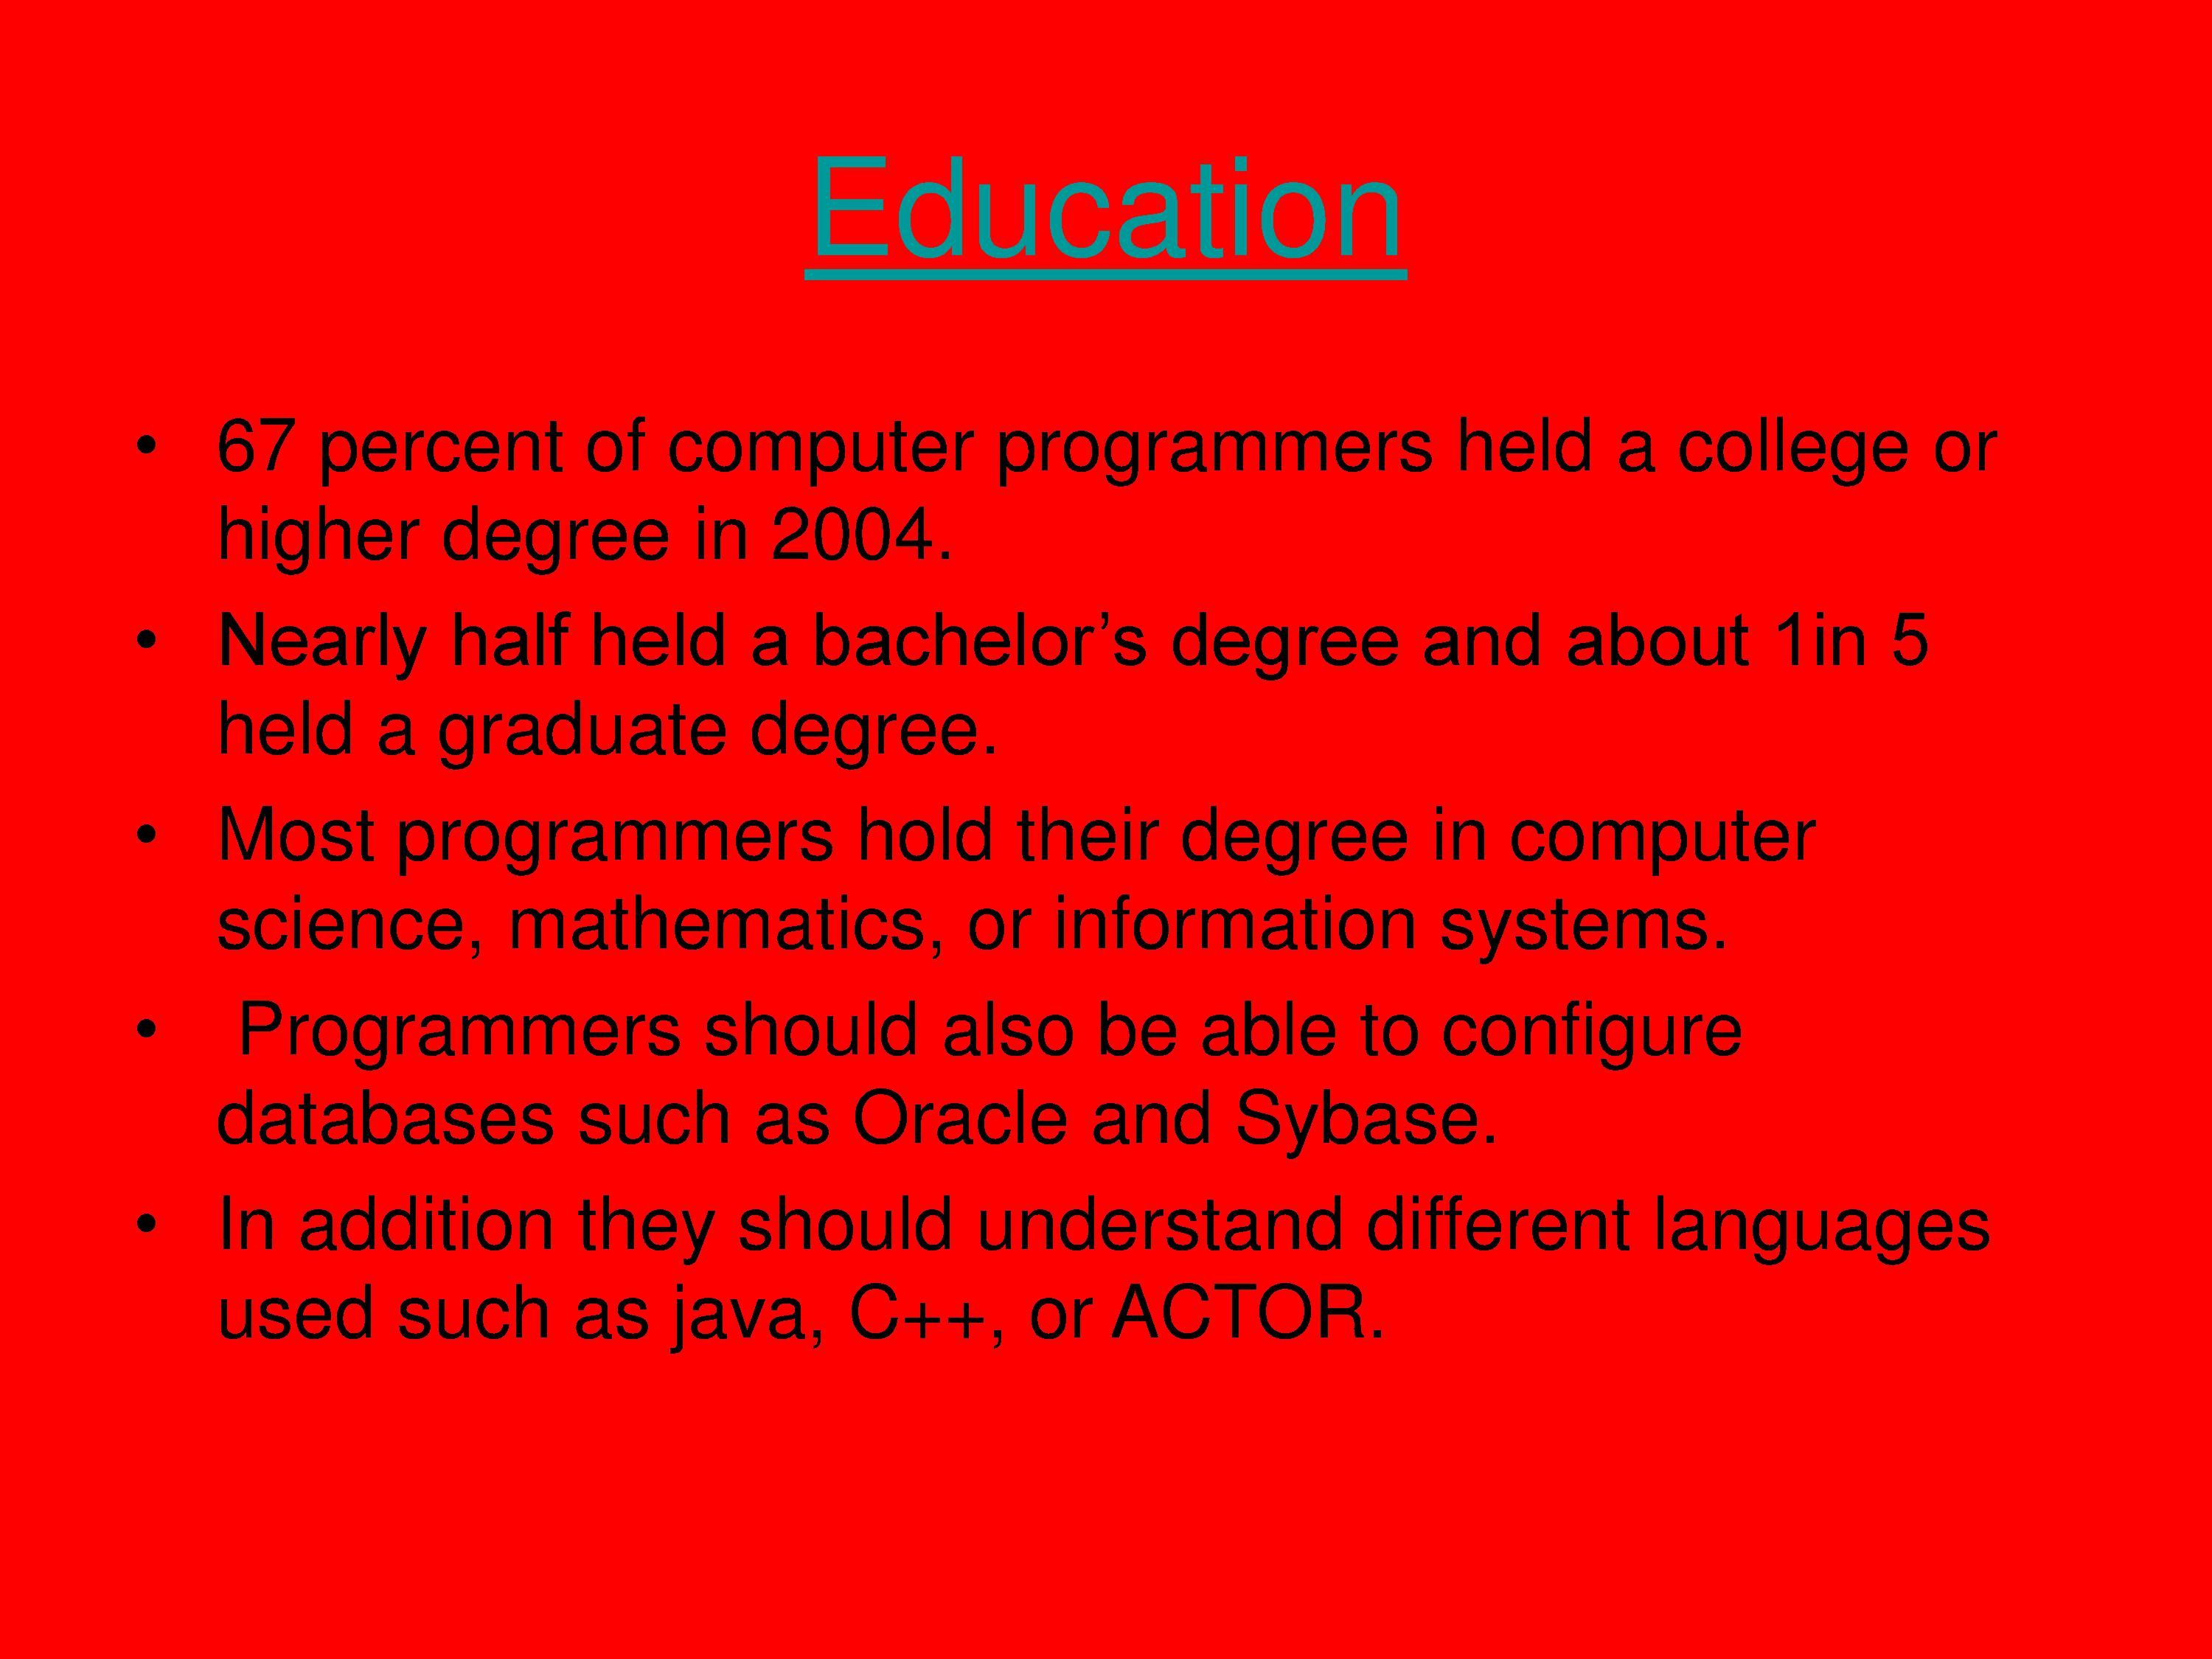 Education
• 67 percent of computer programmers held a college or
higher degree in 2004.
• Nearly half held a bachelor’s degree and about 1in 5
held a graduate degree.
• Most programmers hold their degree in computer
science, mathematics, or information systems.
• Programmers should also be able to configure
databases such as Oracle and Sybase.
• In addition they should understand different languages
used such as java, C++, or ACTOR.